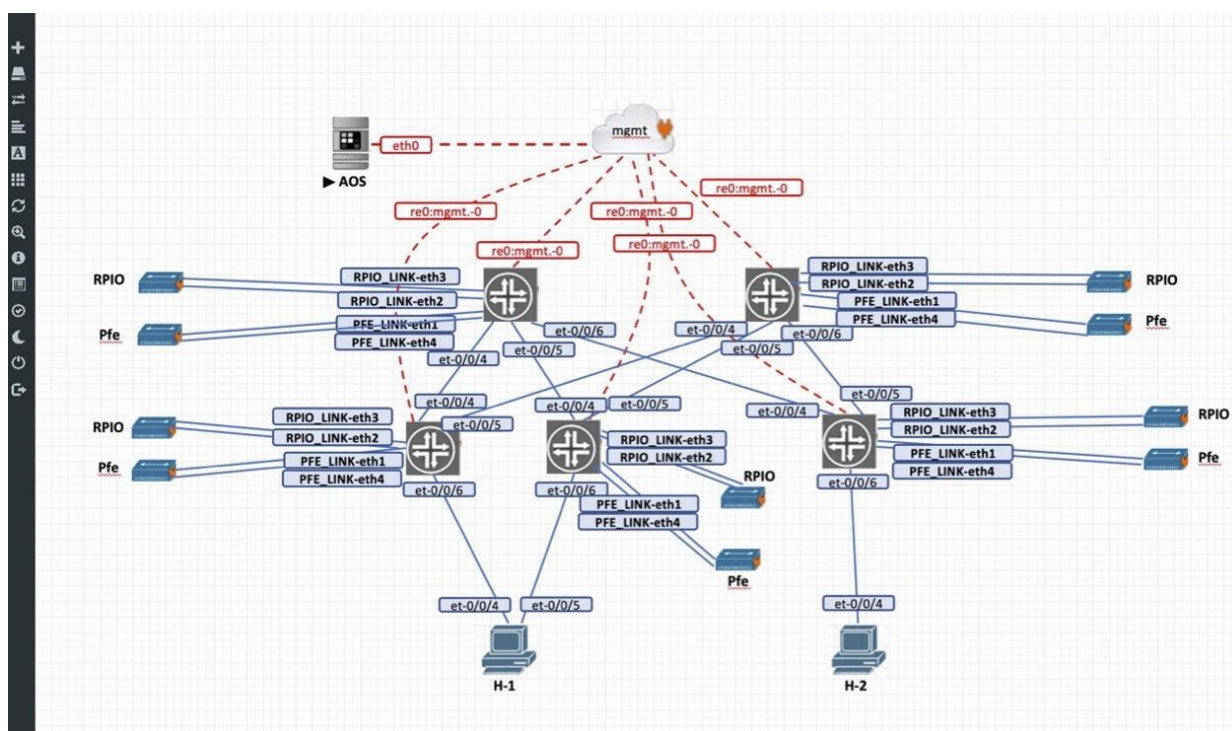 mgmt
eth0
▶ AOS
re0:mgmt.-0
re0:mgmt.-0
re0:mgmt.-0
re0:mgmt.-0
re0:mgmt.-0
RPIO
RPIO_LINK-eth3
RPIO_LINK-eth2
Pfe
PFE_LINK-eth1
PFE_LINK-eth4
RPIO_LINK-eth3
RPIO_LINK-eth2
RPIO
PFE_LINK-eth1
PFE_LINK-eth4
Pfe
et-0/0/6
et-0/0/4
et-0/0/6
et-0/0/4
et-0/0/5
et-0/0/5
et-0/0/4
et-0/0/5
et-0/0/4
et-0/0/5
et-0/0/5
et-0/0/4
RPIO
RPIO_LINK-eth3
RPIO_LINK-eth2
Pfe
PFE_LINK-eth1
PFE_LINK-eth4
et-0/0/6
RPIO_LINK-eth3
RPIO_LINK-eth2
RPIO
et-0/0/6
PFE_LINK-eth1
PFE_LINK-eth4
Pfe
RPIO_LINK-eth3
RPIO_LINK-eth2
RPIO
PFE_LINK-eth1
PFE_LINK-eth4
Pfe
et-0/0/6
et-0/0/4
et-0/0/5
et-0/0/4
H-1
H-2